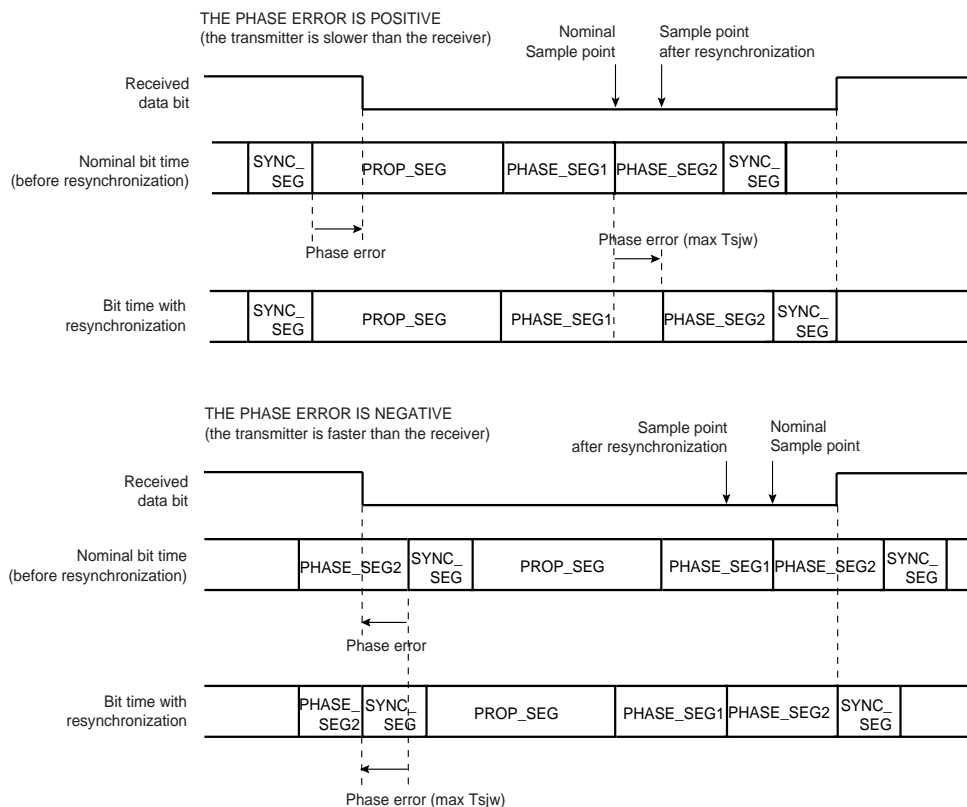 THE PHASE ERROR IS POSITIVE
(the transmitter is slower than the receiver)
Nominal
Sample point
Sample point
after resynchronization
Received
data bit
Nominal bit time
(before resynchronization)
SYNC_
SEG
PROP_SEG
PHASE_SEG1
PHASE_SEG2
SYNC_
SEG
Phase error
Phase error (max Tsjw)
Bit time with
resynchronization
SYNC_
SEG
PROP_SEG
PHASE_SEG1
PHASE_SEG2
SYNC_
SEG
THE PHASE ERROR IS NEGATIVE
(the transmitter is faster than the receiver)
Sample point
after resynchronization
Nominal
Sample point
Received
data bit
Nominal bit time
(before resynchronization)
PHASE_SEG2
SYNC_
SEG
PROP_SEG
PHASE_SEG1
PHASE_SEG2
SYNC_
SEG
Phase error
Bit time with
resynchronization
PHASE_
SEG2
SYNC_
SEG
PROP_SEG
PHASE_SEG1
PHASE_SEG2
SYNC_
SEG
Phase error (max Tsjw)